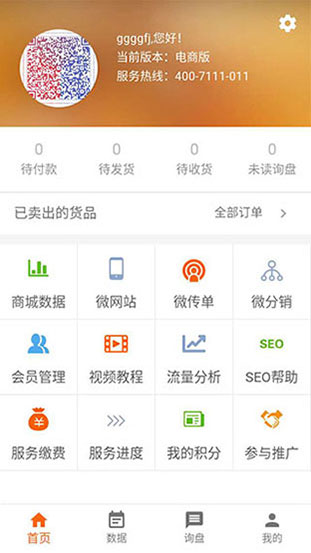 ggggfj,您好!
当前版本：电商版
服务热线：400-7111-011
0 0 0 0
待付款 待发货 待收货 未读询盘
已卖出的货品 全部订单
商城数据 微网站 微传单 微分销
SEO
会员管理 视频教程 流量分析 SEO帮助
服务缴费 服务进度 我的积分 参与推广
首页 数据 询盘 我的